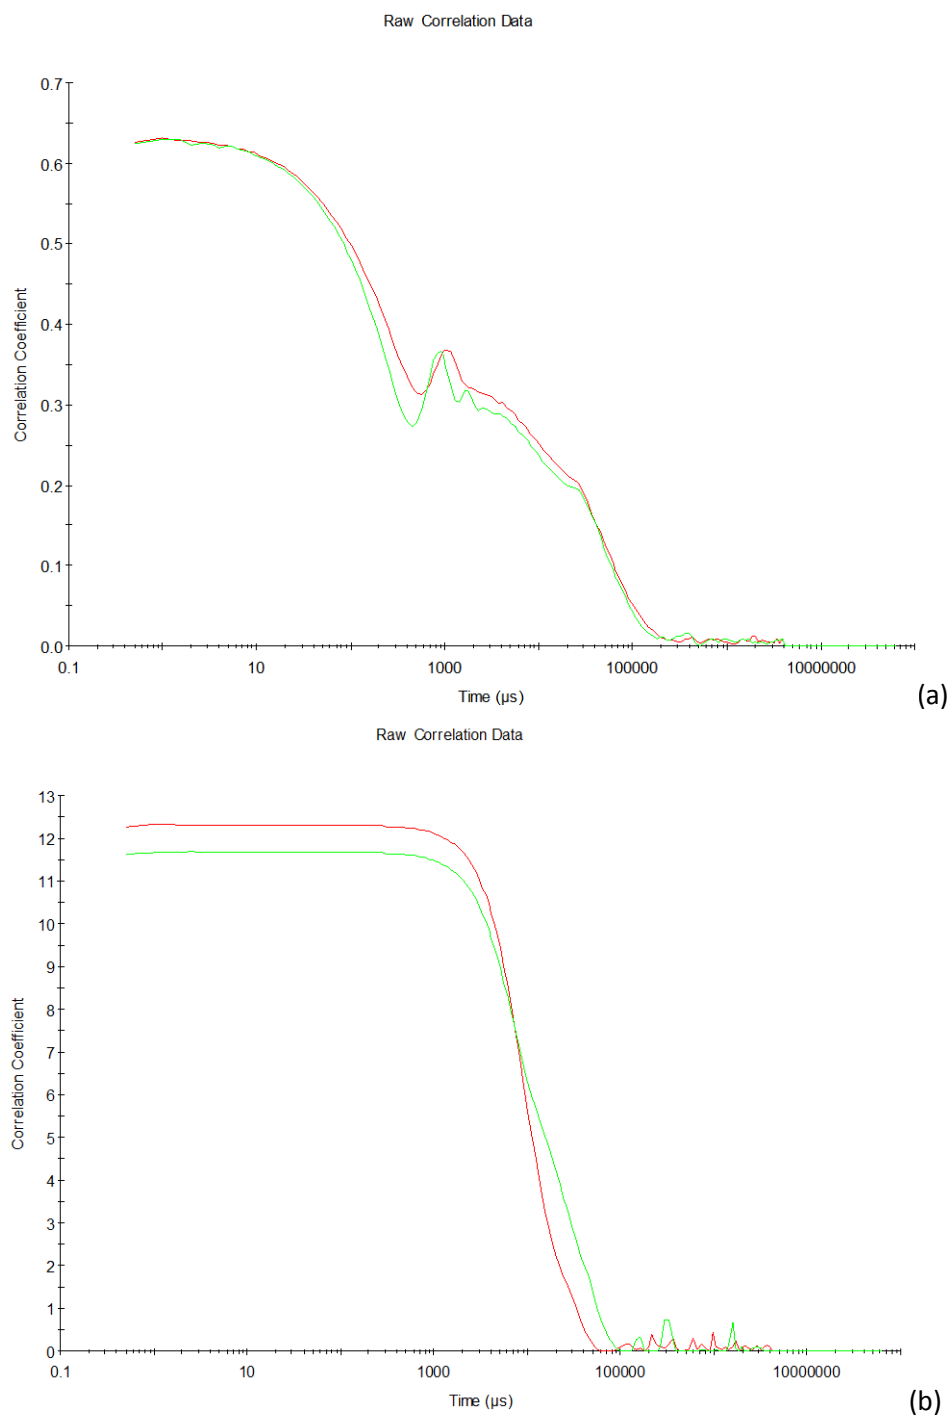 Raw Correlation Data
0.7
0.6
0.5
0.4
0.3
0.2
0.1
0.0
Correlation Coefficient
0.1 10 1000 100000 10000000
Time (µs)
(a)
Raw Correlation Data
13
12
11
10
9
8
7
6
5
4
3
2
1
0
Correlation Coefficient
0.1 10 1000 100000 10000000
Time (µs)
(b)